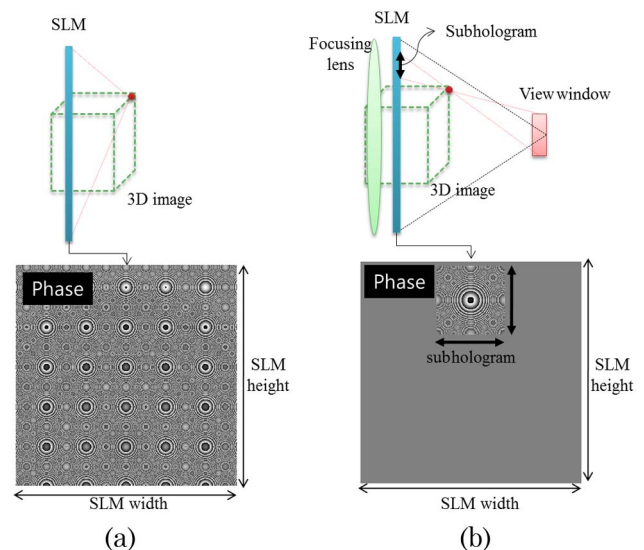 SLM
3D image
Phase
SLM
height
SLM width
(a)
SLM
Focusing
lens
Subhologram
View window
3D image
Phase
subhologram
SLM
height
SLM width
(b)